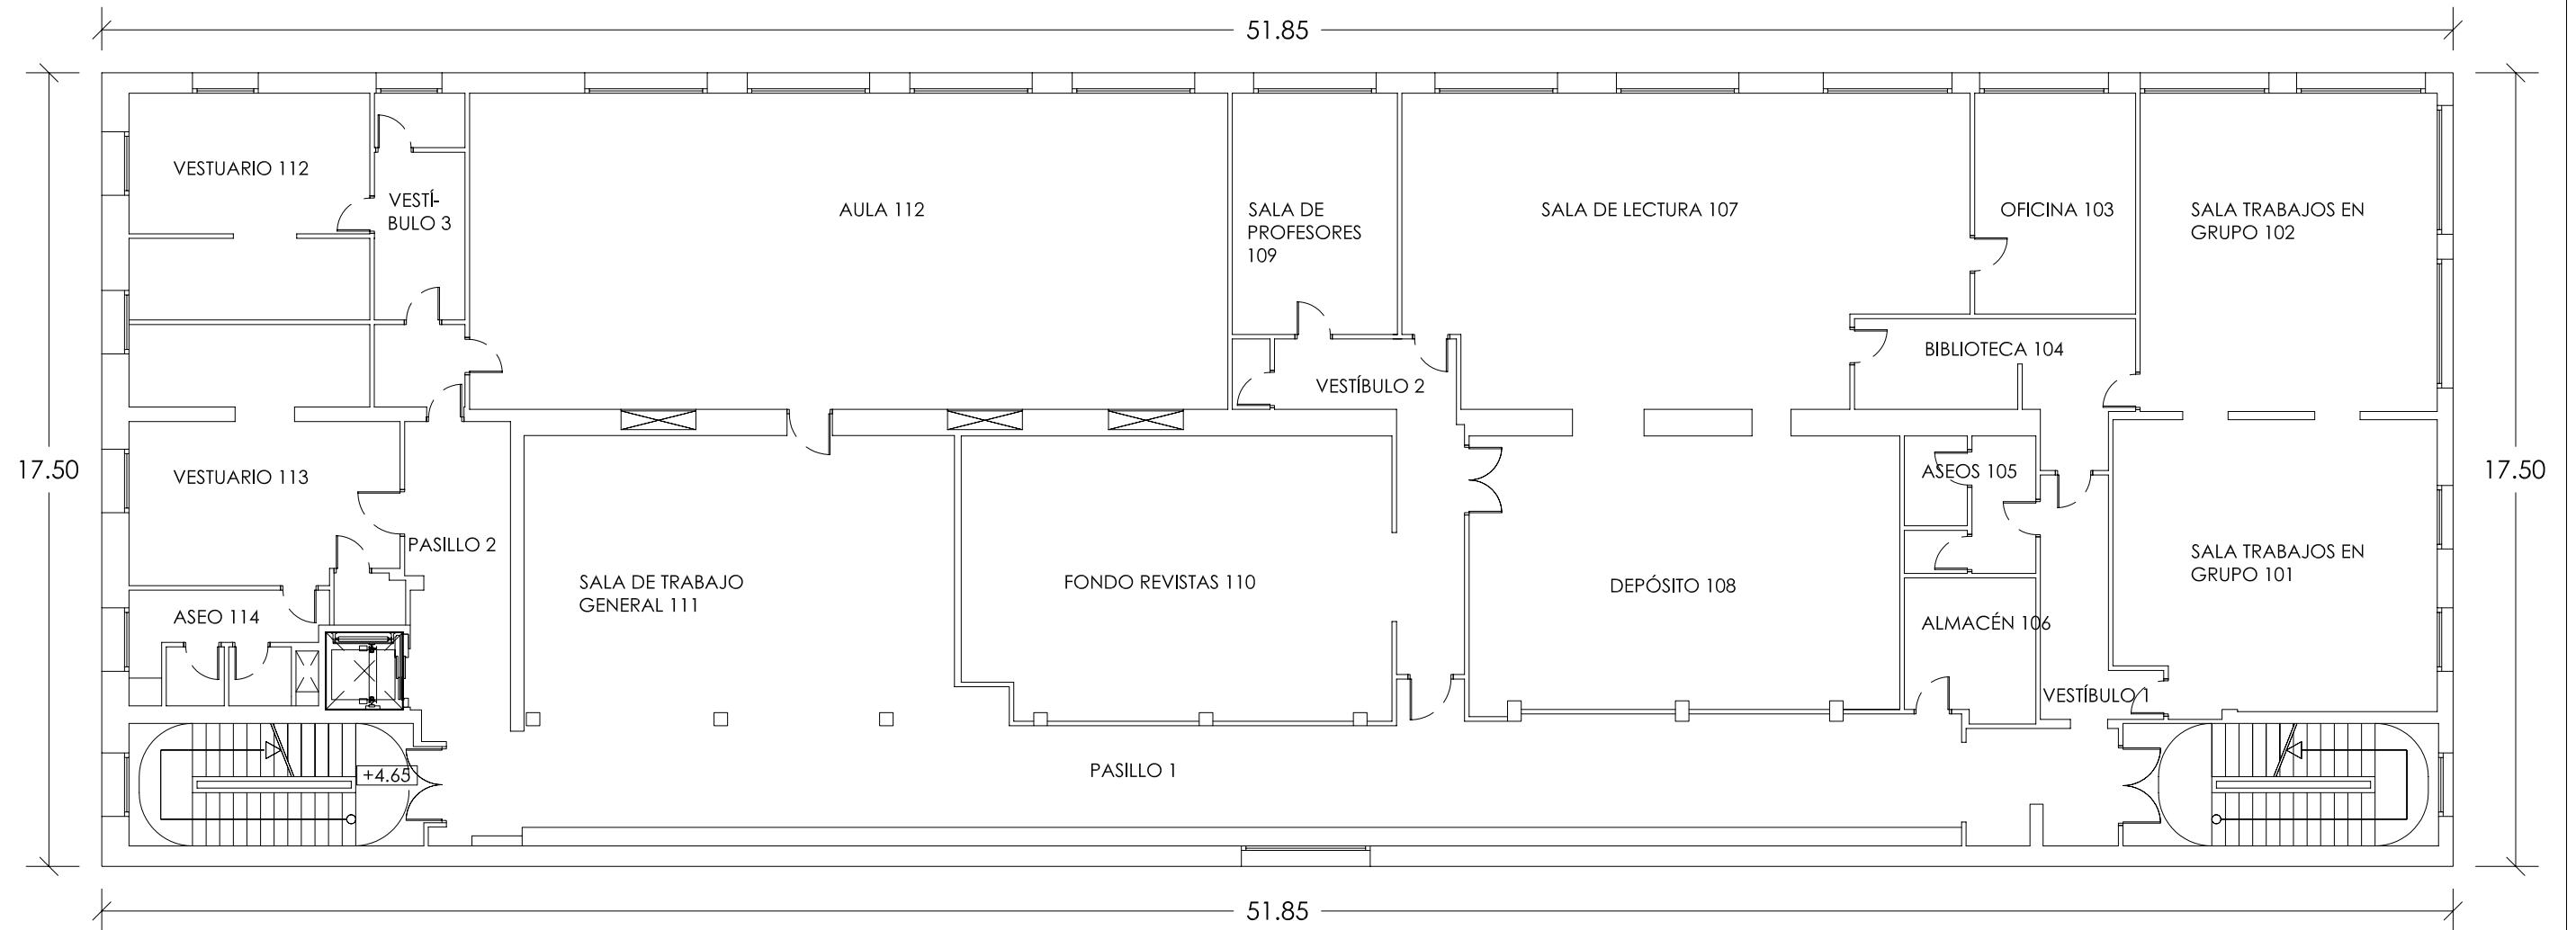 51.85
VESTUARIO 112
VESTÍ-
BULO 3
AULA 112
SALA DE
PROFESORES
109
SALA DE LECTURA 107
OFICINA 103
SALA TRABAJOS EN
GRUPO 102
BIBLIOTECA 104
VESTÍBULO 2
17.50
VESTUARIO 113
ASEOS 105
17.50
PASILLO 2
SALA DE TRABAJO
GENERAL 111
FONDO REVISTAS 110
DEPÓSITO 108
SALA TRABAJOS EN
GRUPO 101
ASEO 114
ALMACÉN 106
VESTÍBULO 1
+4.65
PASILLO 1
51.85